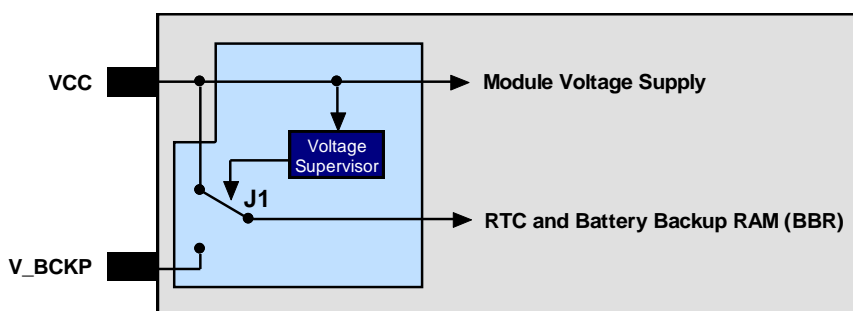 VCC
Module Voltage Supply
Voltage
Supervisor
J1
RTC and Battery Backup RAM (BBR)
V_BCKP